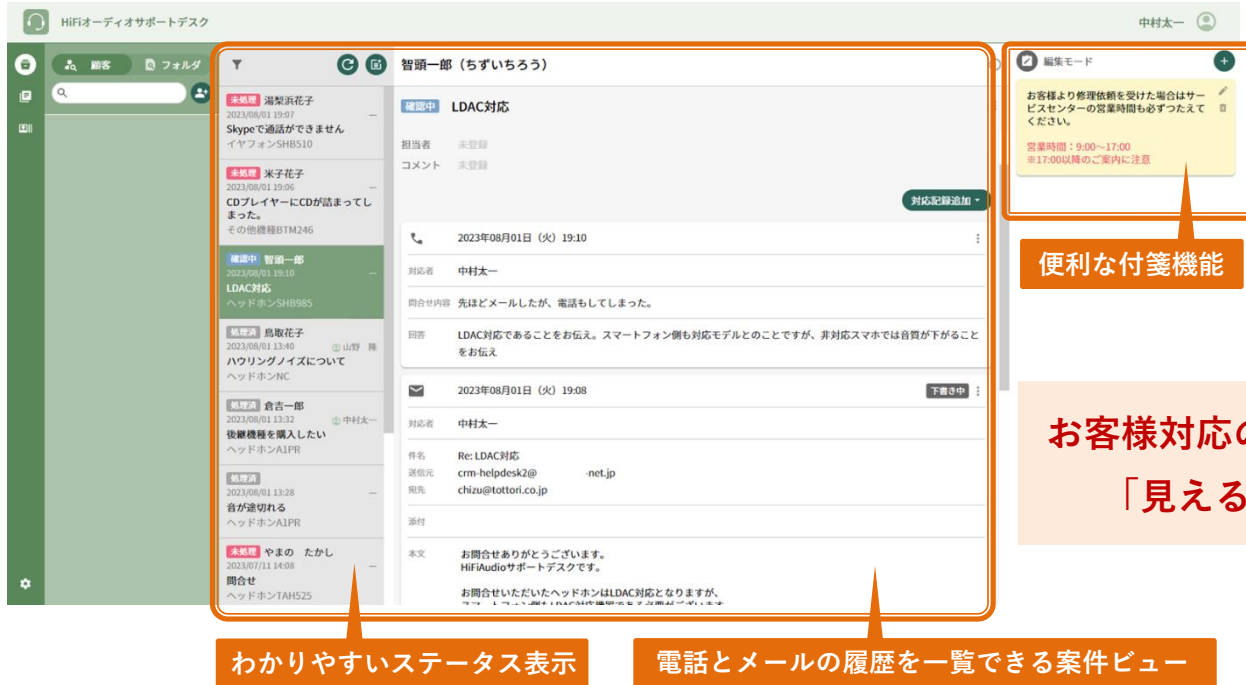 HiFiオーディオサポートデスク
中村太一
顧客
フォルダ
未処理 湯梨浜花子
2023/08/01 19:07 —
Skypeで通話ができません
イヤフォンSHB510
未処理 米子花子
2023/08/01 19:06 —
CDプレイヤーにCDが詰まってし
まった。
その他機種BTM246
確認中 智頭一郎
2023/08/01 19:10 —
LDAC対応
ヘッドホンSHB985
処理済 鳥取花子
2023/08/01 13:40 山野 隆
ハウリングノイズについて
ヘッドホンNC
処理済 倉吉一郎
2023/08/01 13:32 中村太一
後継機種を購入したい
ヘッドホンA1PR
処理済
2023/08/01 13:28 —
音が途切れる
ヘッドホンA1PR
未処理 やまの たかし
2023/07/11 14:08 —
問合せ
ヘッドホンTAH525
智頭一郎（ちずいちろう）
確認中 LDAC対応
担当者 未登録
コメント 未登録
対応記録追加
2023年08月01日（火）19:10
対応者 中村太一
問合せ内容 先ほどメールしたが、電話もしてしまった。
回答 LDAC対応であることをお伝え。スマートフォン側も対応モデルとのことですが、非対応スマホでは音質が下がること
をお伝え
2023年08月01日（火）19:08 下書き中
対応者 中村太一
件名 Re: LDAC対応
送信元 crm-helpdesk2@ -net.jp
宛先 chizu@tottori.co.jp
添付
本文 お問合せありがとうございます。
HiFiAudioサポートデスクです。
お問合せいただいたヘッドホンはLDAC対応となりますが、
編集モード
お客様より修理依頼を受けた場合はサー
ビスセンターの営業時間も必ずつたえて
ください。
営業時間：9:00～17:00
※17:00以降のご案内に注意
便利な付箋機能
お客様対応の
「見える
わかりやすいステータス表示
電話とメールの履歴を一覧できる案件ビュー